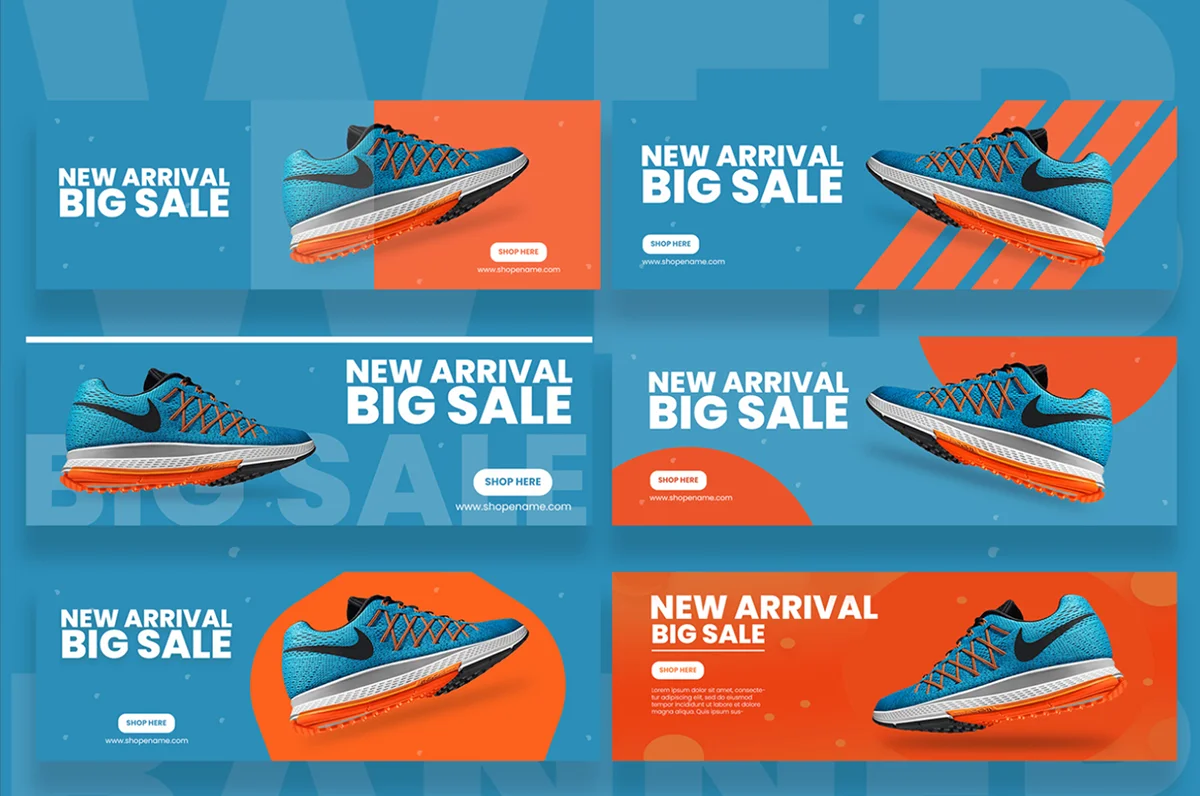 WEB
NEW ARRIVAL
BIG SALE
SHOP HERE
www.shopename.com
NEW ARRIVAL
BIG SALE
SHOP HERE
www.shopename.com
NEW ARRIVAL
BIG SALE
BIG SALE
SHOP HERE
www.shopename.com
NEW ARRIVAL
BIG SALE
SHOP HERE
www.shopename.com
NEW ARRIVAL
BIG SALE
SHOP HERE
www.shopename.com
NEW ARRIVAL
BIG SALE
SHOP HERE
Lorem ipsum dolor sit amet, consecte-
tur adipiscing elit, sed do eiusmod
tempor incididunt ut labore et dolore
magna aliqua. Quis ipsum sus-